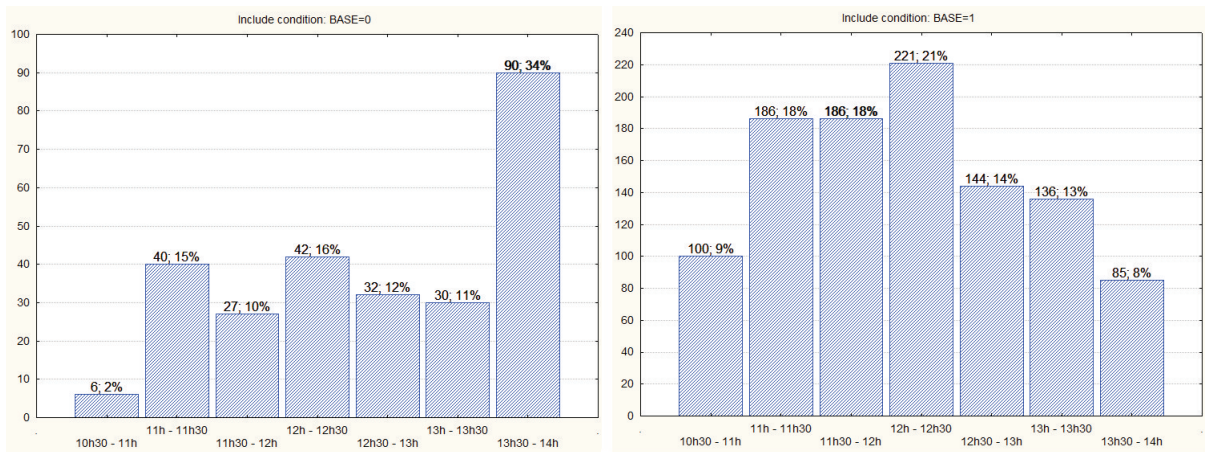 Include condition: BASE=0
100
90
80
70
60
50
40
30
20
10
0
6; 2%
40; 15%
27; 10%
42; 16%
32; 12%
30; 11%
90; 34%
10h30 - 11h
11h - 11h30
11h30 - 12h
12h - 12h30
12h30 - 13h
13h - 13h30
13h30 - 14h
Include condition: BASE=1
240
220
200
180
160
140
120
100
80
60
40
20
0
100; 9%
186; 18%
186; 18%
221; 21%
144; 14%
136; 13%
85; 8%
10h30 - 11h
11h - 11h30
11h30 - 12h
12h - 12h30
12h30 - 13h
13h - 13h30
13h30 - 14h